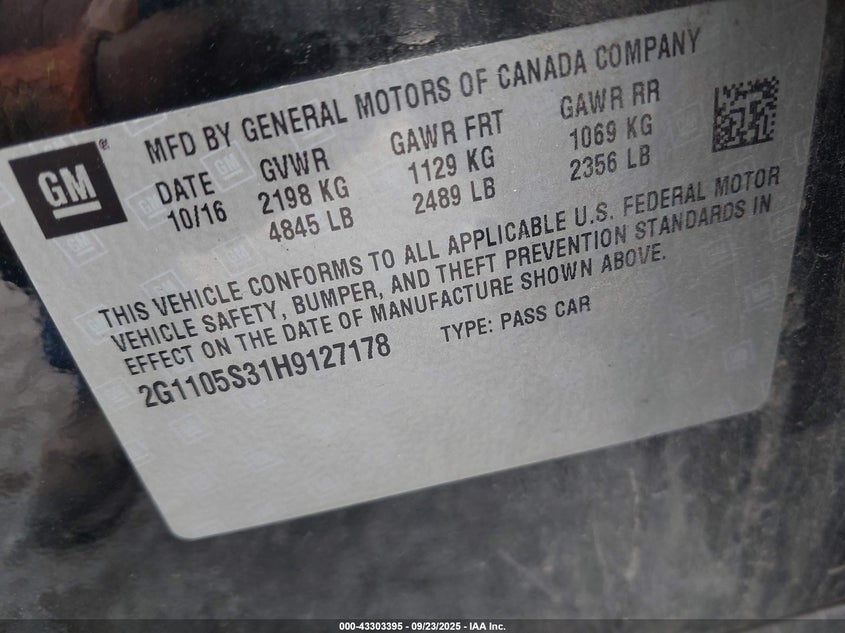 GM®
MFD BY GENERAL MOTORS OF CANADA COMPANY
DATE GVWR GAWR FRT GAWR RR
10/16 2198 KG 1129 KG 1069 KG
4845 LB 2489 LB 2356 LB
THIS VEHICLE CONFORMS TO ALL APPLICABLE U.S. FEDERAL MOTOR
VEHICLE SAFETY, BUMPER, AND THEFT PREVENTION STANDARDS IN
EFFECT ON THE DATE OF MANUFACTURE SHOWN ABOVE.
2G1105S31H9127178 TYPE: PASS CAR
000-43303395 - 09/23/2025 - IAA Inc.